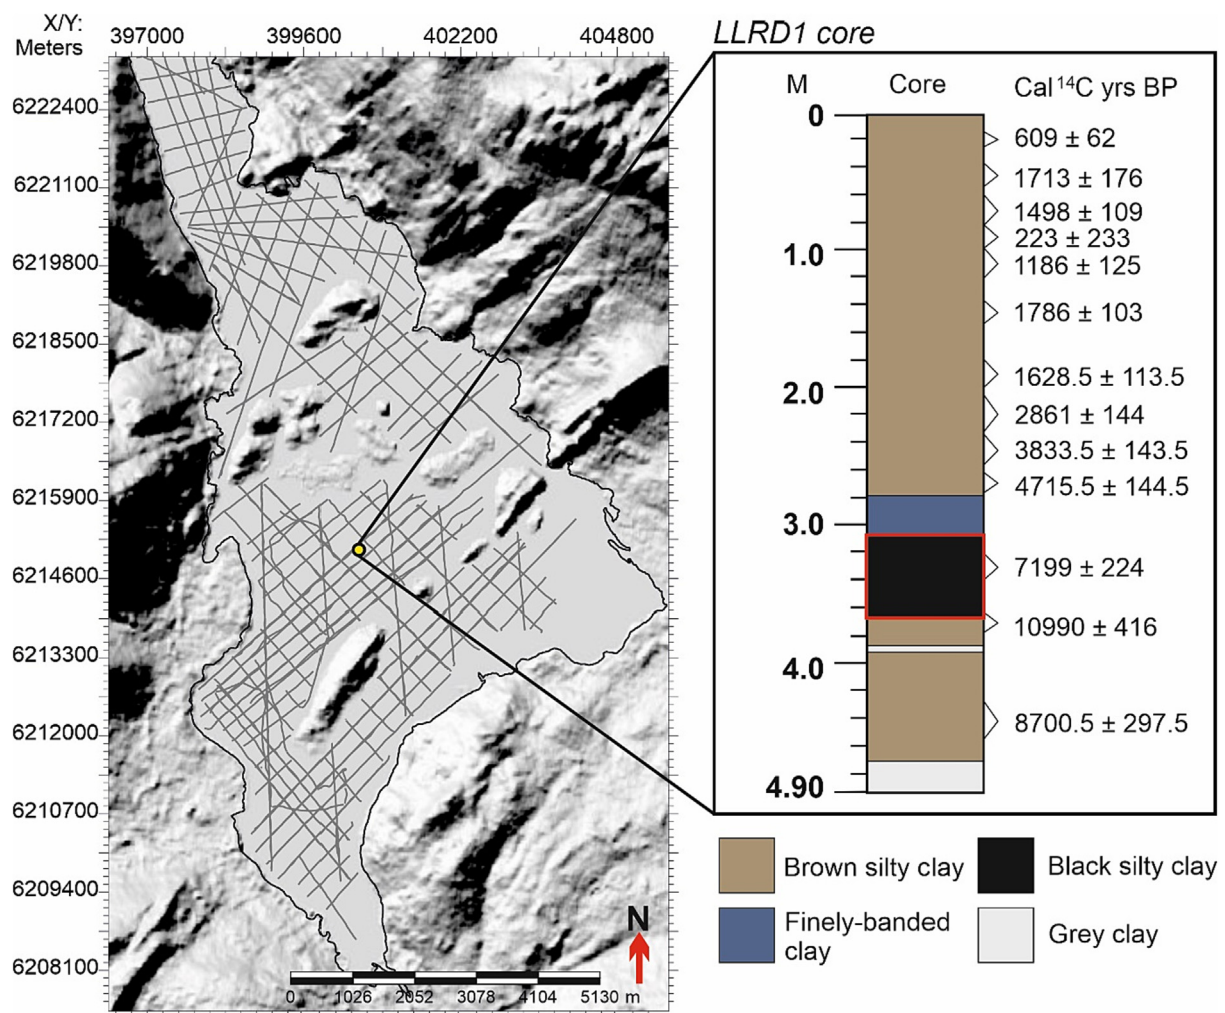 X/Y:
Meters
397000 399600 402200 404800
6222400
6221100
6219800
6218500
6217200
6215900
6214600
6213300
6212000
6210700
6209400
6208100
N
0 1026 2052 3078 4104 5130 m
LLRD1 core
M Core Cal ¹⁴C yrs BP
0
1.0
2.0
3.0
4.0
4.90
609 ± 62
1713 ± 176
1498 ± 109
223 ± 233
1186 ± 125
1786 ± 103
1628.5 ± 113.5
2861 ± 144
3833.5 ± 143.5
4715.5 ± 144.5
7199 ± 224
10990 ± 416
8700.5 ± 297.5
Brown silty clay
Black silty clay
Finely-banded
clay
Grey clay